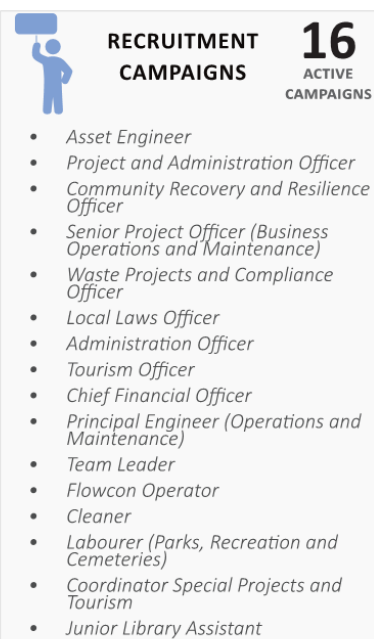 RECRUITMENT
CAMPAIGNS
16
ACTIVE
CAMPAIGNS
• Asset Engineer
• Project and Administration Officer
• Community Recovery and Resilience
Officer
• Senior Project Officer (Business
Operations and Maintenance)
• Waste Projects and Compliance
Officer
• Local Laws Officer
• Administration Officer
• Tourism Officer
• Chief Financial Officer
• Principal Engineer (Operations and
Maintenance)
• Team Leader
• Flowcon Operator
• Cleaner
• Labourer (Parks, Recreation and
Cemeteries)
• Coordinator Special Projects and
Tourism
• Junior Library Assistant